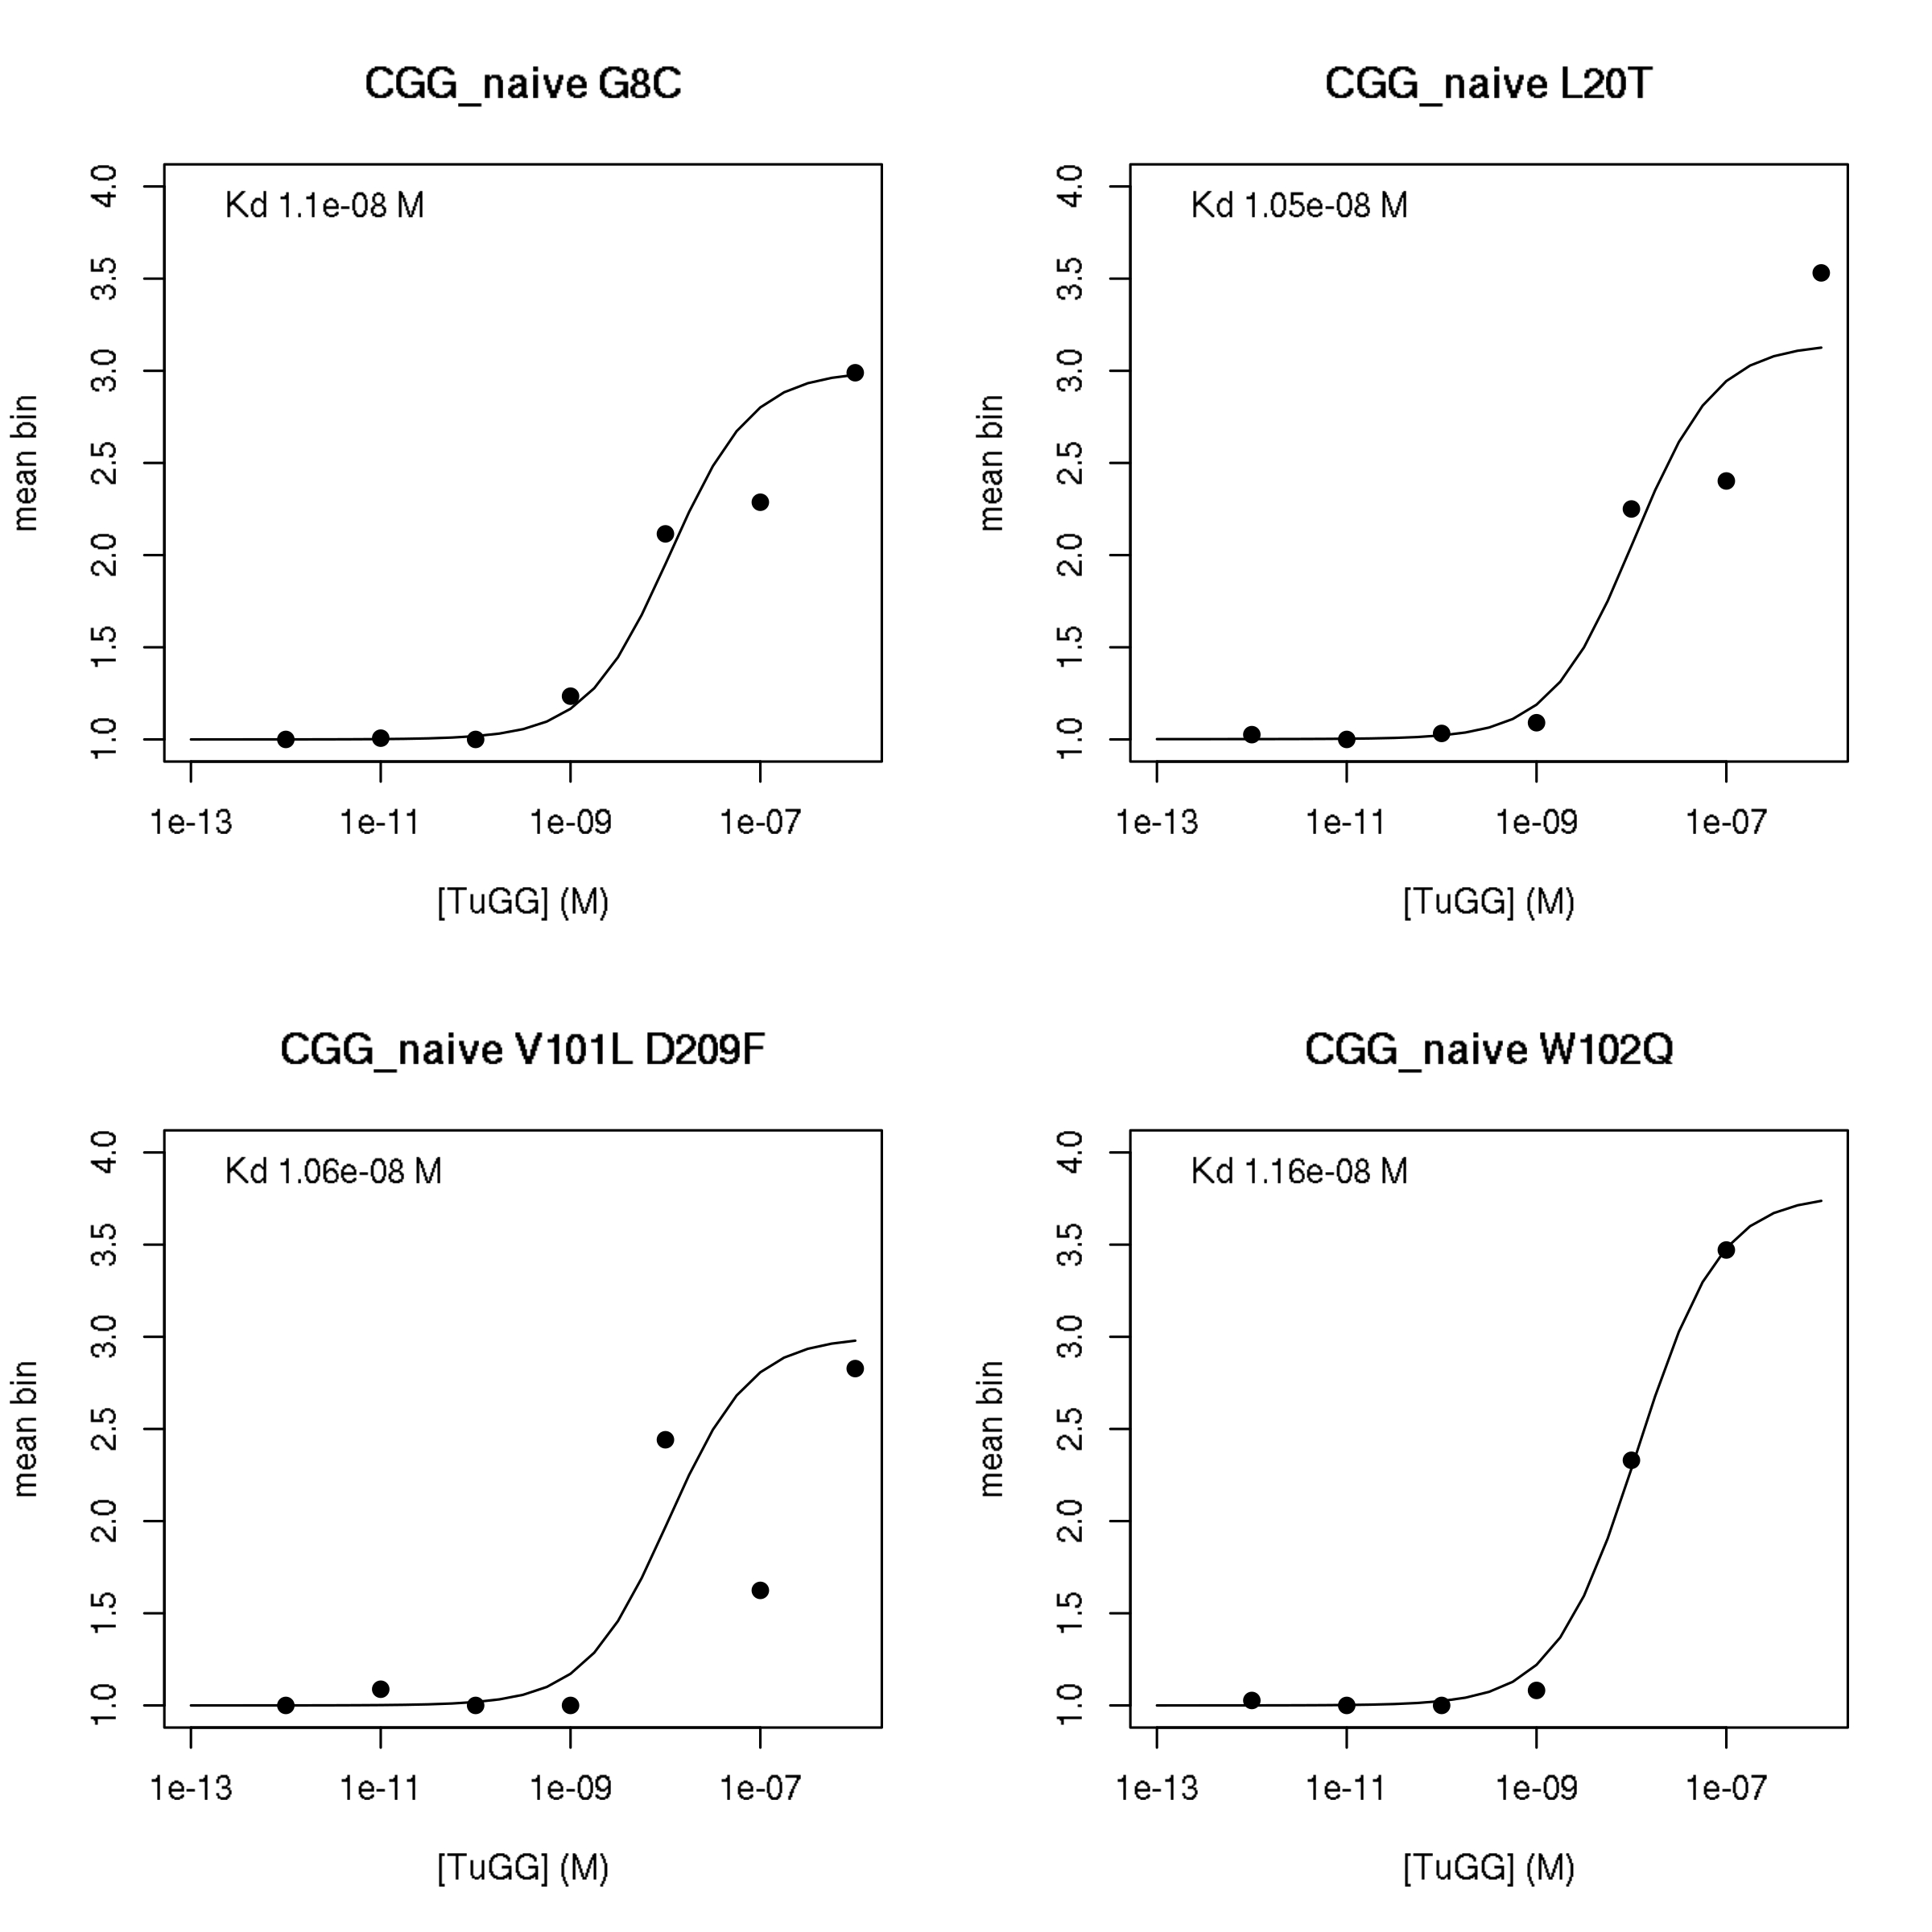 CGG_naive G8C
Kd 1.1e-08 M
mean bin
4.0
3.5
3.0
2.5
2.0
1.5
1.0
1e-13 1e-11 1e-09 1e-07
[TuGG] (M)
CGG_naive L20T
Kd 1.05e-08 M
mean bin
4.0
3.5
3.0
2.5
2.0
1.5
1.0
1e-13 1e-11 1e-09 1e-07
[TuGG] (M)
CGG_naive V101L D209F
Kd 1.06e-08 M
mean bin
4.0
3.5
3.0
2.5
2.0
1.5
1.0
1e-13 1e-11 1e-09 1e-07
[TuGG] (M)
CGG_naive W102Q
Kd 1.16e-08 M
mean bin
4.0
3.5
3.0
2.5
2.0
1.5
1.0
1e-13 1e-11 1e-09 1e-07
[TuGG] (M)